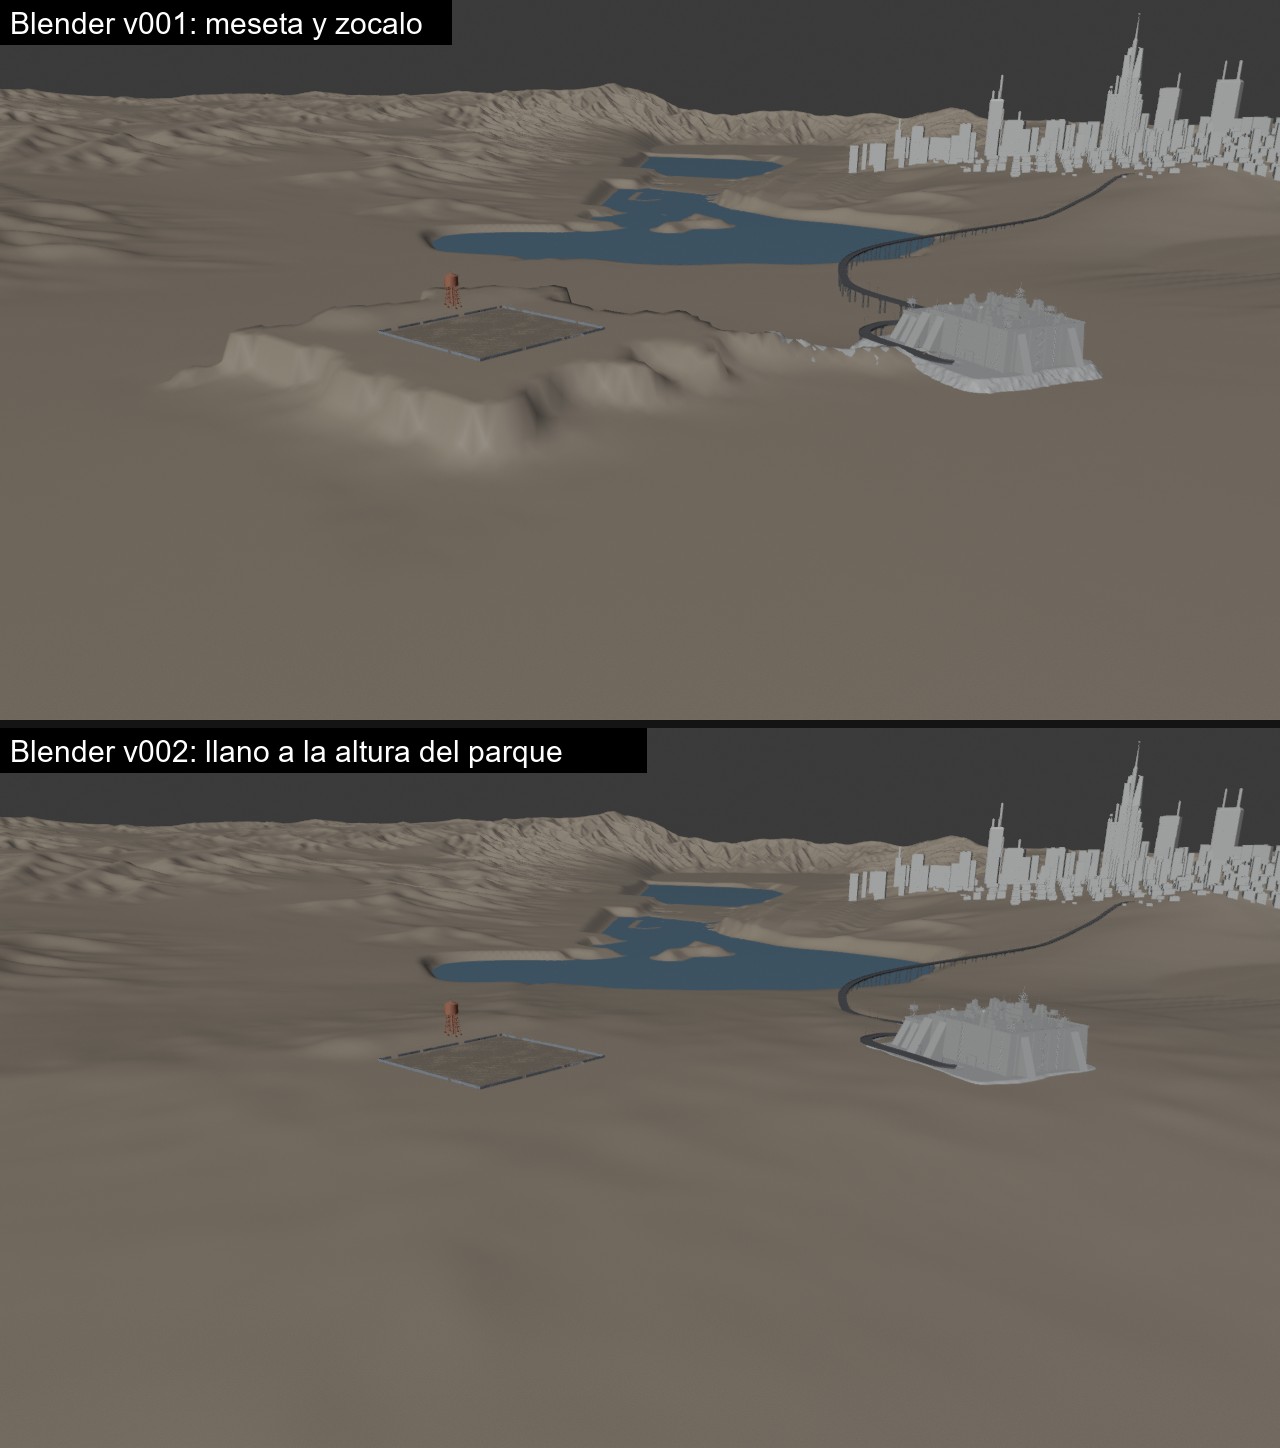 Blender v001: meseta y zocalo
Blender v002: llano a la altura del parque